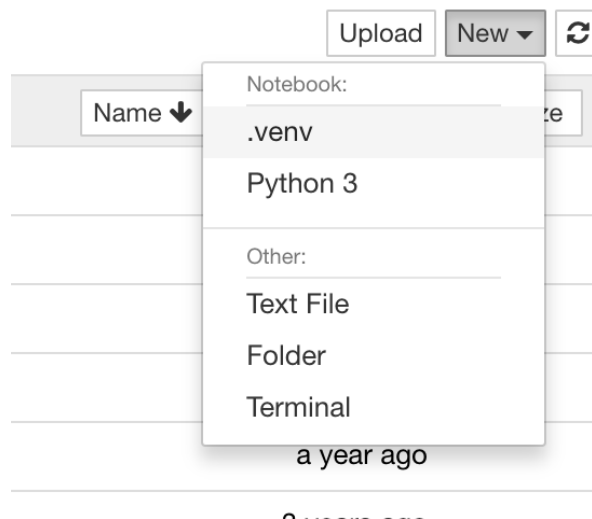 Upload New
Name
Notebook:
.venv
Python 3
Other:
Text File
Folder
Terminal
a year ago